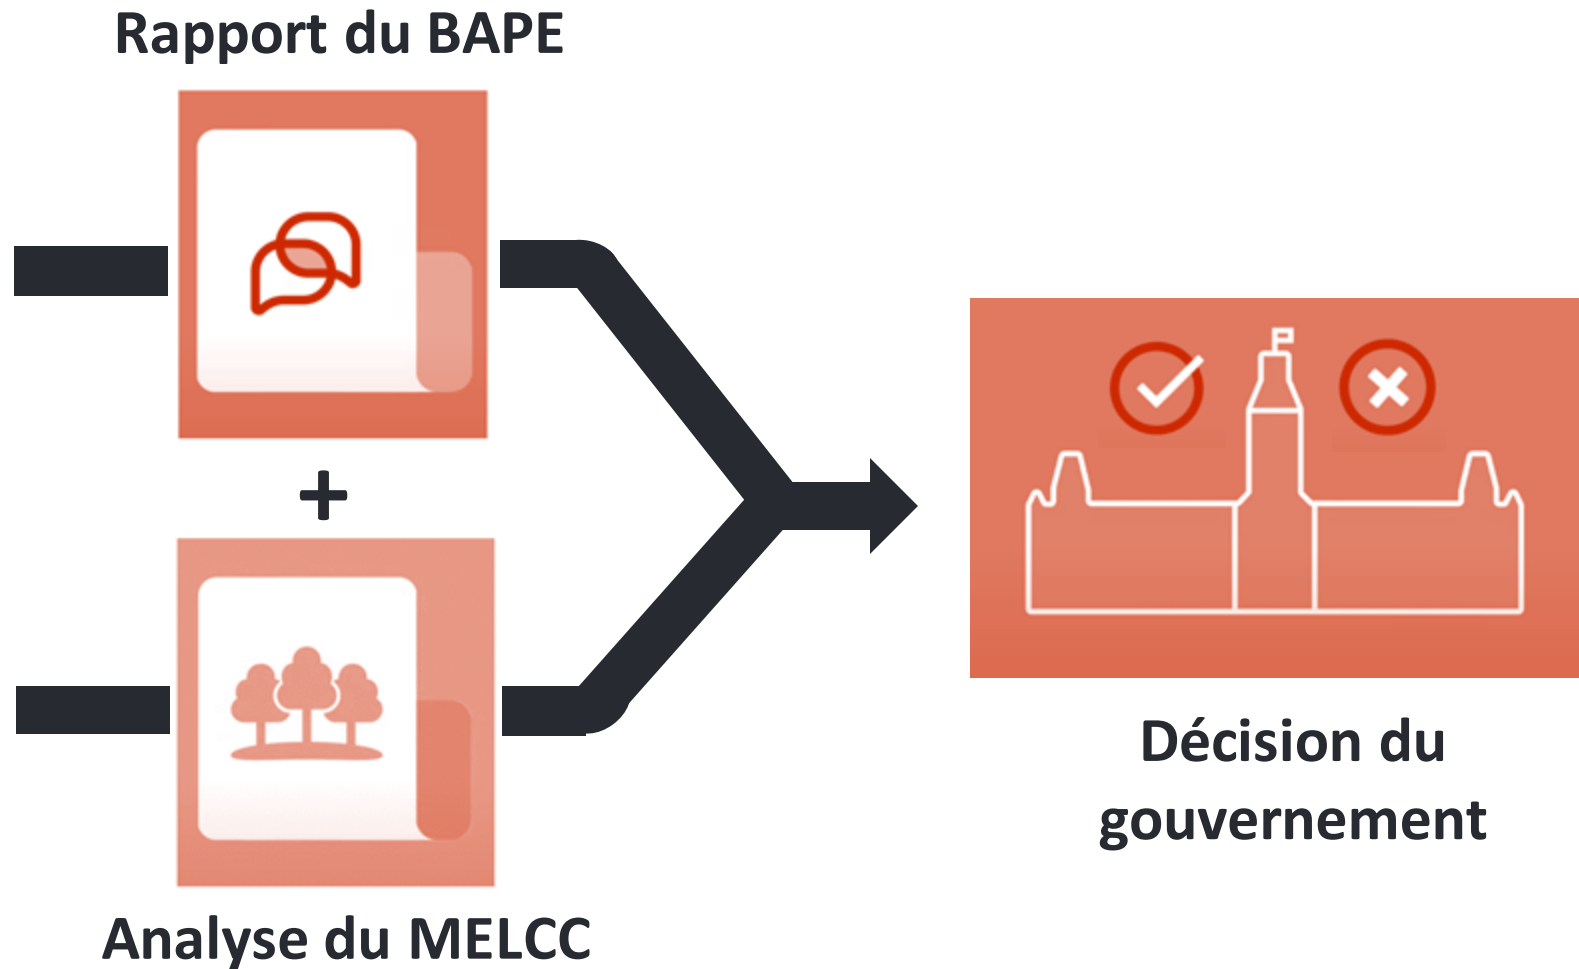 Rapport du BAPE
+
Analyse du MELCC
Décision du
gouvernement